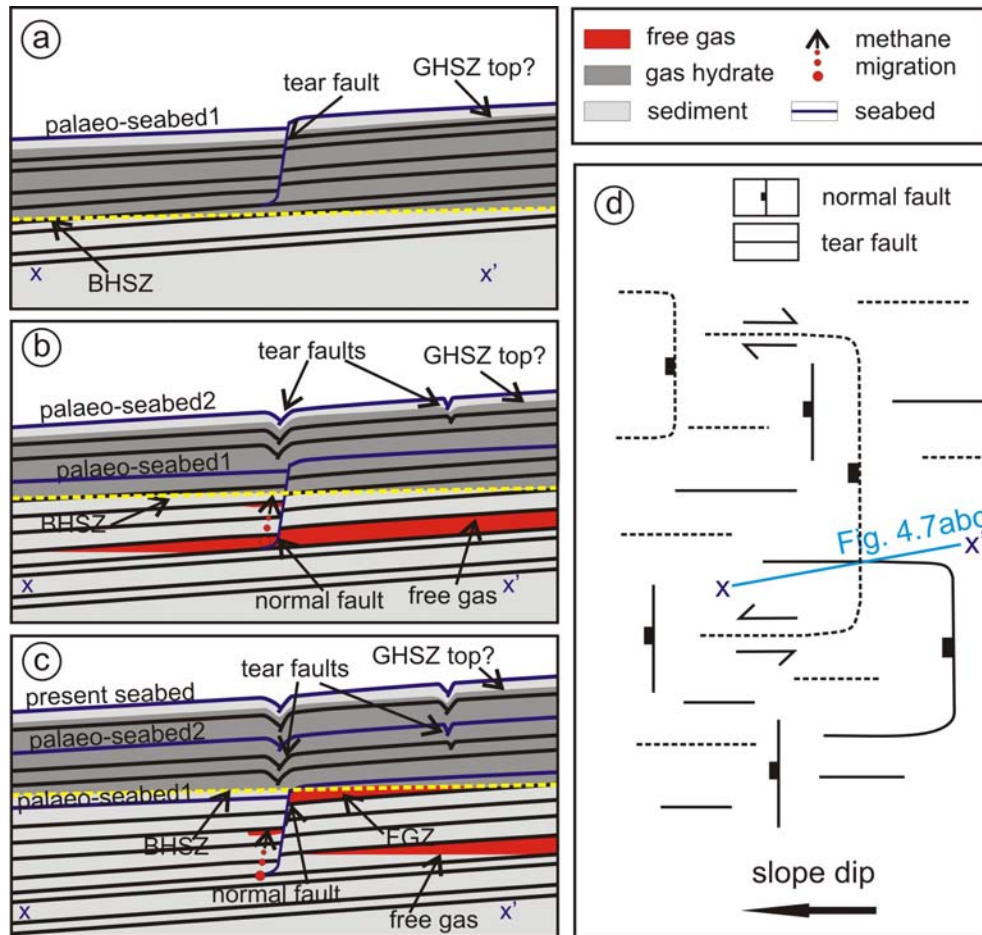 a
tear fault
GHSZ top?
palaeo-seabed1
x
BHSZ
x'
free gas
gas hydrate
sediment
methane
migration
seabed
b
tear faults
GHSZ top?
palaeo-seabed2
palaeo-seabed1
BHSZ
x
normal fault
free gas
x'
c
tear faults
GHSZ top?
present seabed
palaeo-seabed2
palaeo-seabed1
BHSZ
FGZ
normal fault
free gas
x
x'
d
normal fault
tear fault
Fig. 4.7abc
x
x'
slope dip